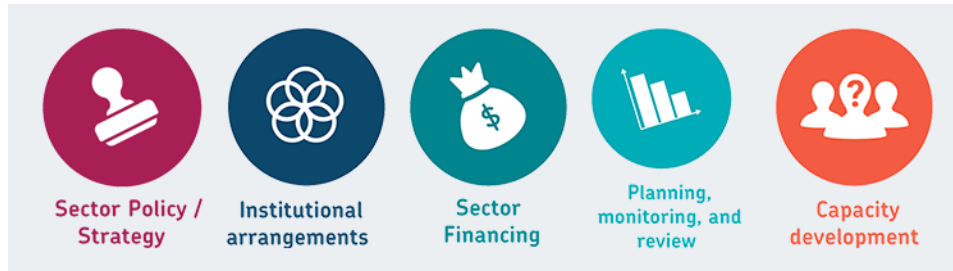 $
?
Sector Policy /
Strategy
Institutional
arrangements
Sector
Financing
Planning,
monitoring, and
review
Capacity
development